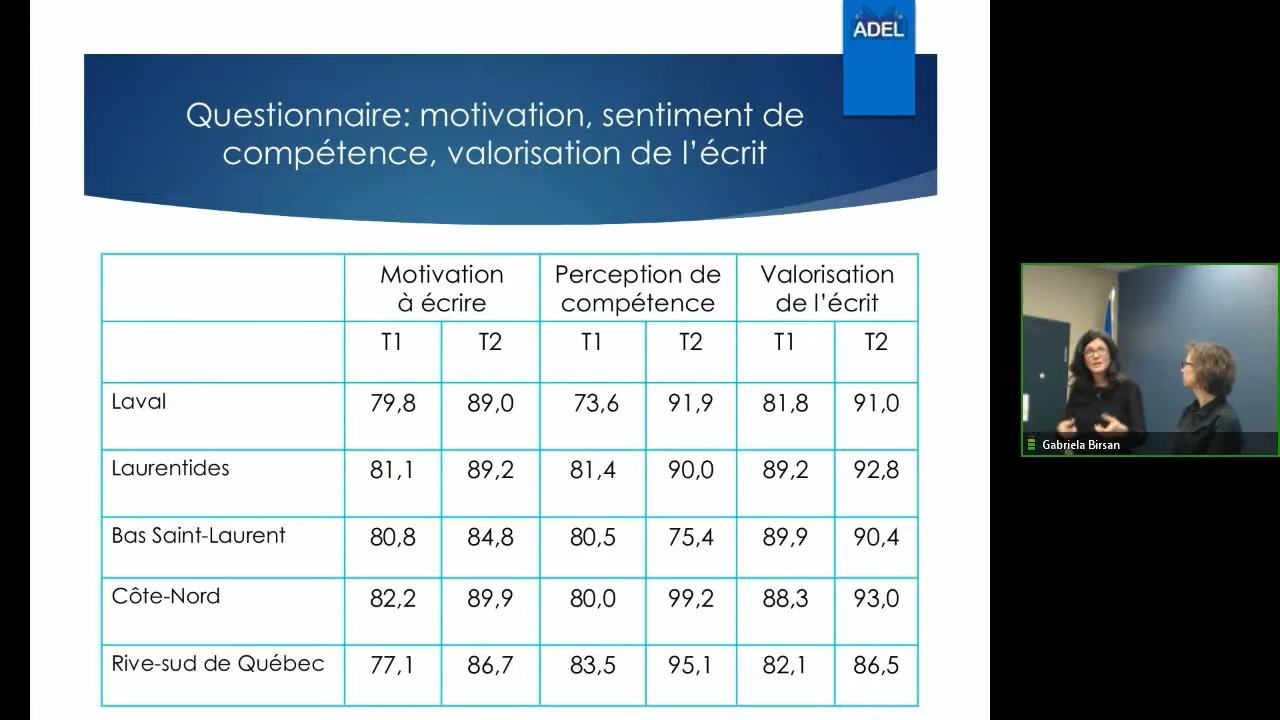 ADEL
Questionnaire: motivation, sentiment de
compétence, valorisation de l'écrit
Motivation à écrire Perception de compétence Valorisation de l'écrit
T1 T2 T1 T2 T1 T2
Laval 79,8 89,0 73,6 91,9 81,8 91,0
Laurentides 81,1 89,2 81,4 90,0 89,2 92,8
Bas Saint-Laurent 80,8 84,8 80,5 75,4 89,9 90,4
Côte-Nord 82,2 89,9 80,0 99,2 88,3 93,0
Rive-sud de Québec 77,1 86,7 83,5 95,1 82,1 86,5
Gabriela Birsan